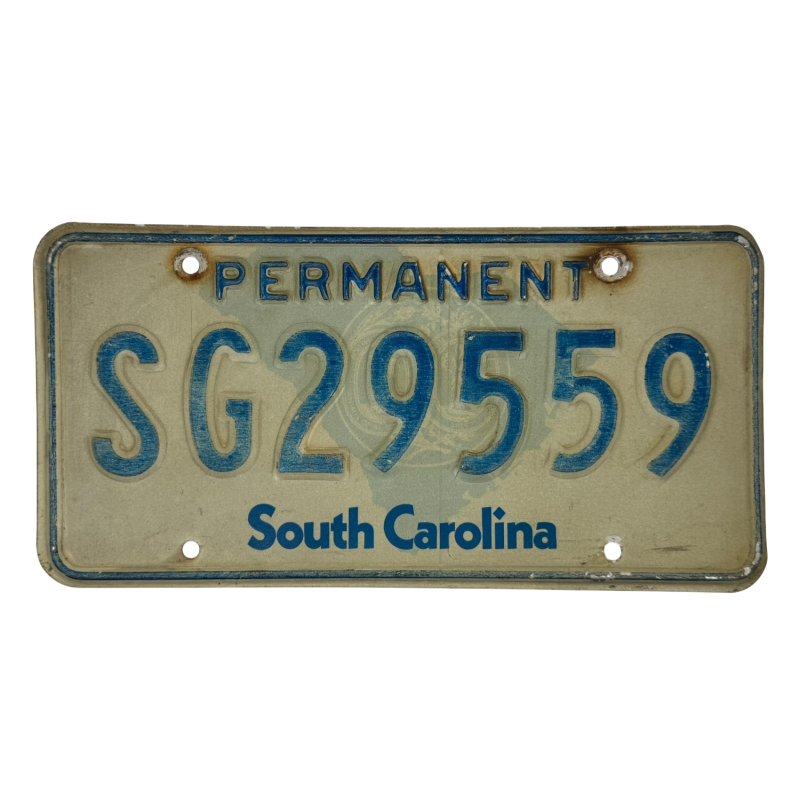 PERMANENT
SG29559
South Carolina